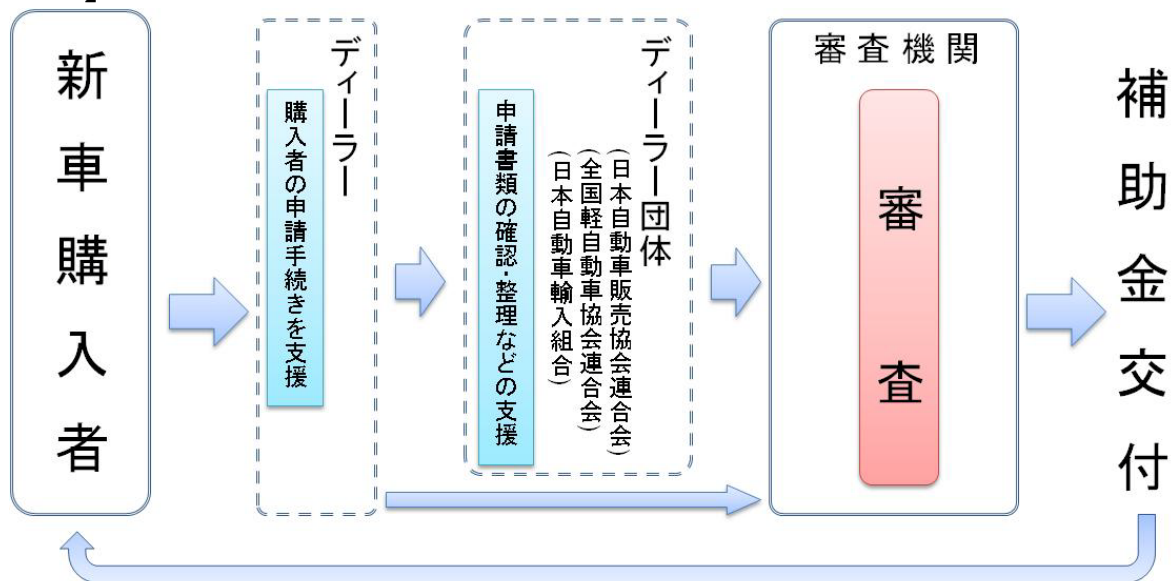 新車購入者
ディーラー
購入者の申請手続きを支援
ディーラー団体
(日本自動車販売協会連合会)
(全国軽自動車協会連合会)
(日本自動車輸入組合)
申請書類の確認・整理などの支援
審査機関
審査
補助金交付